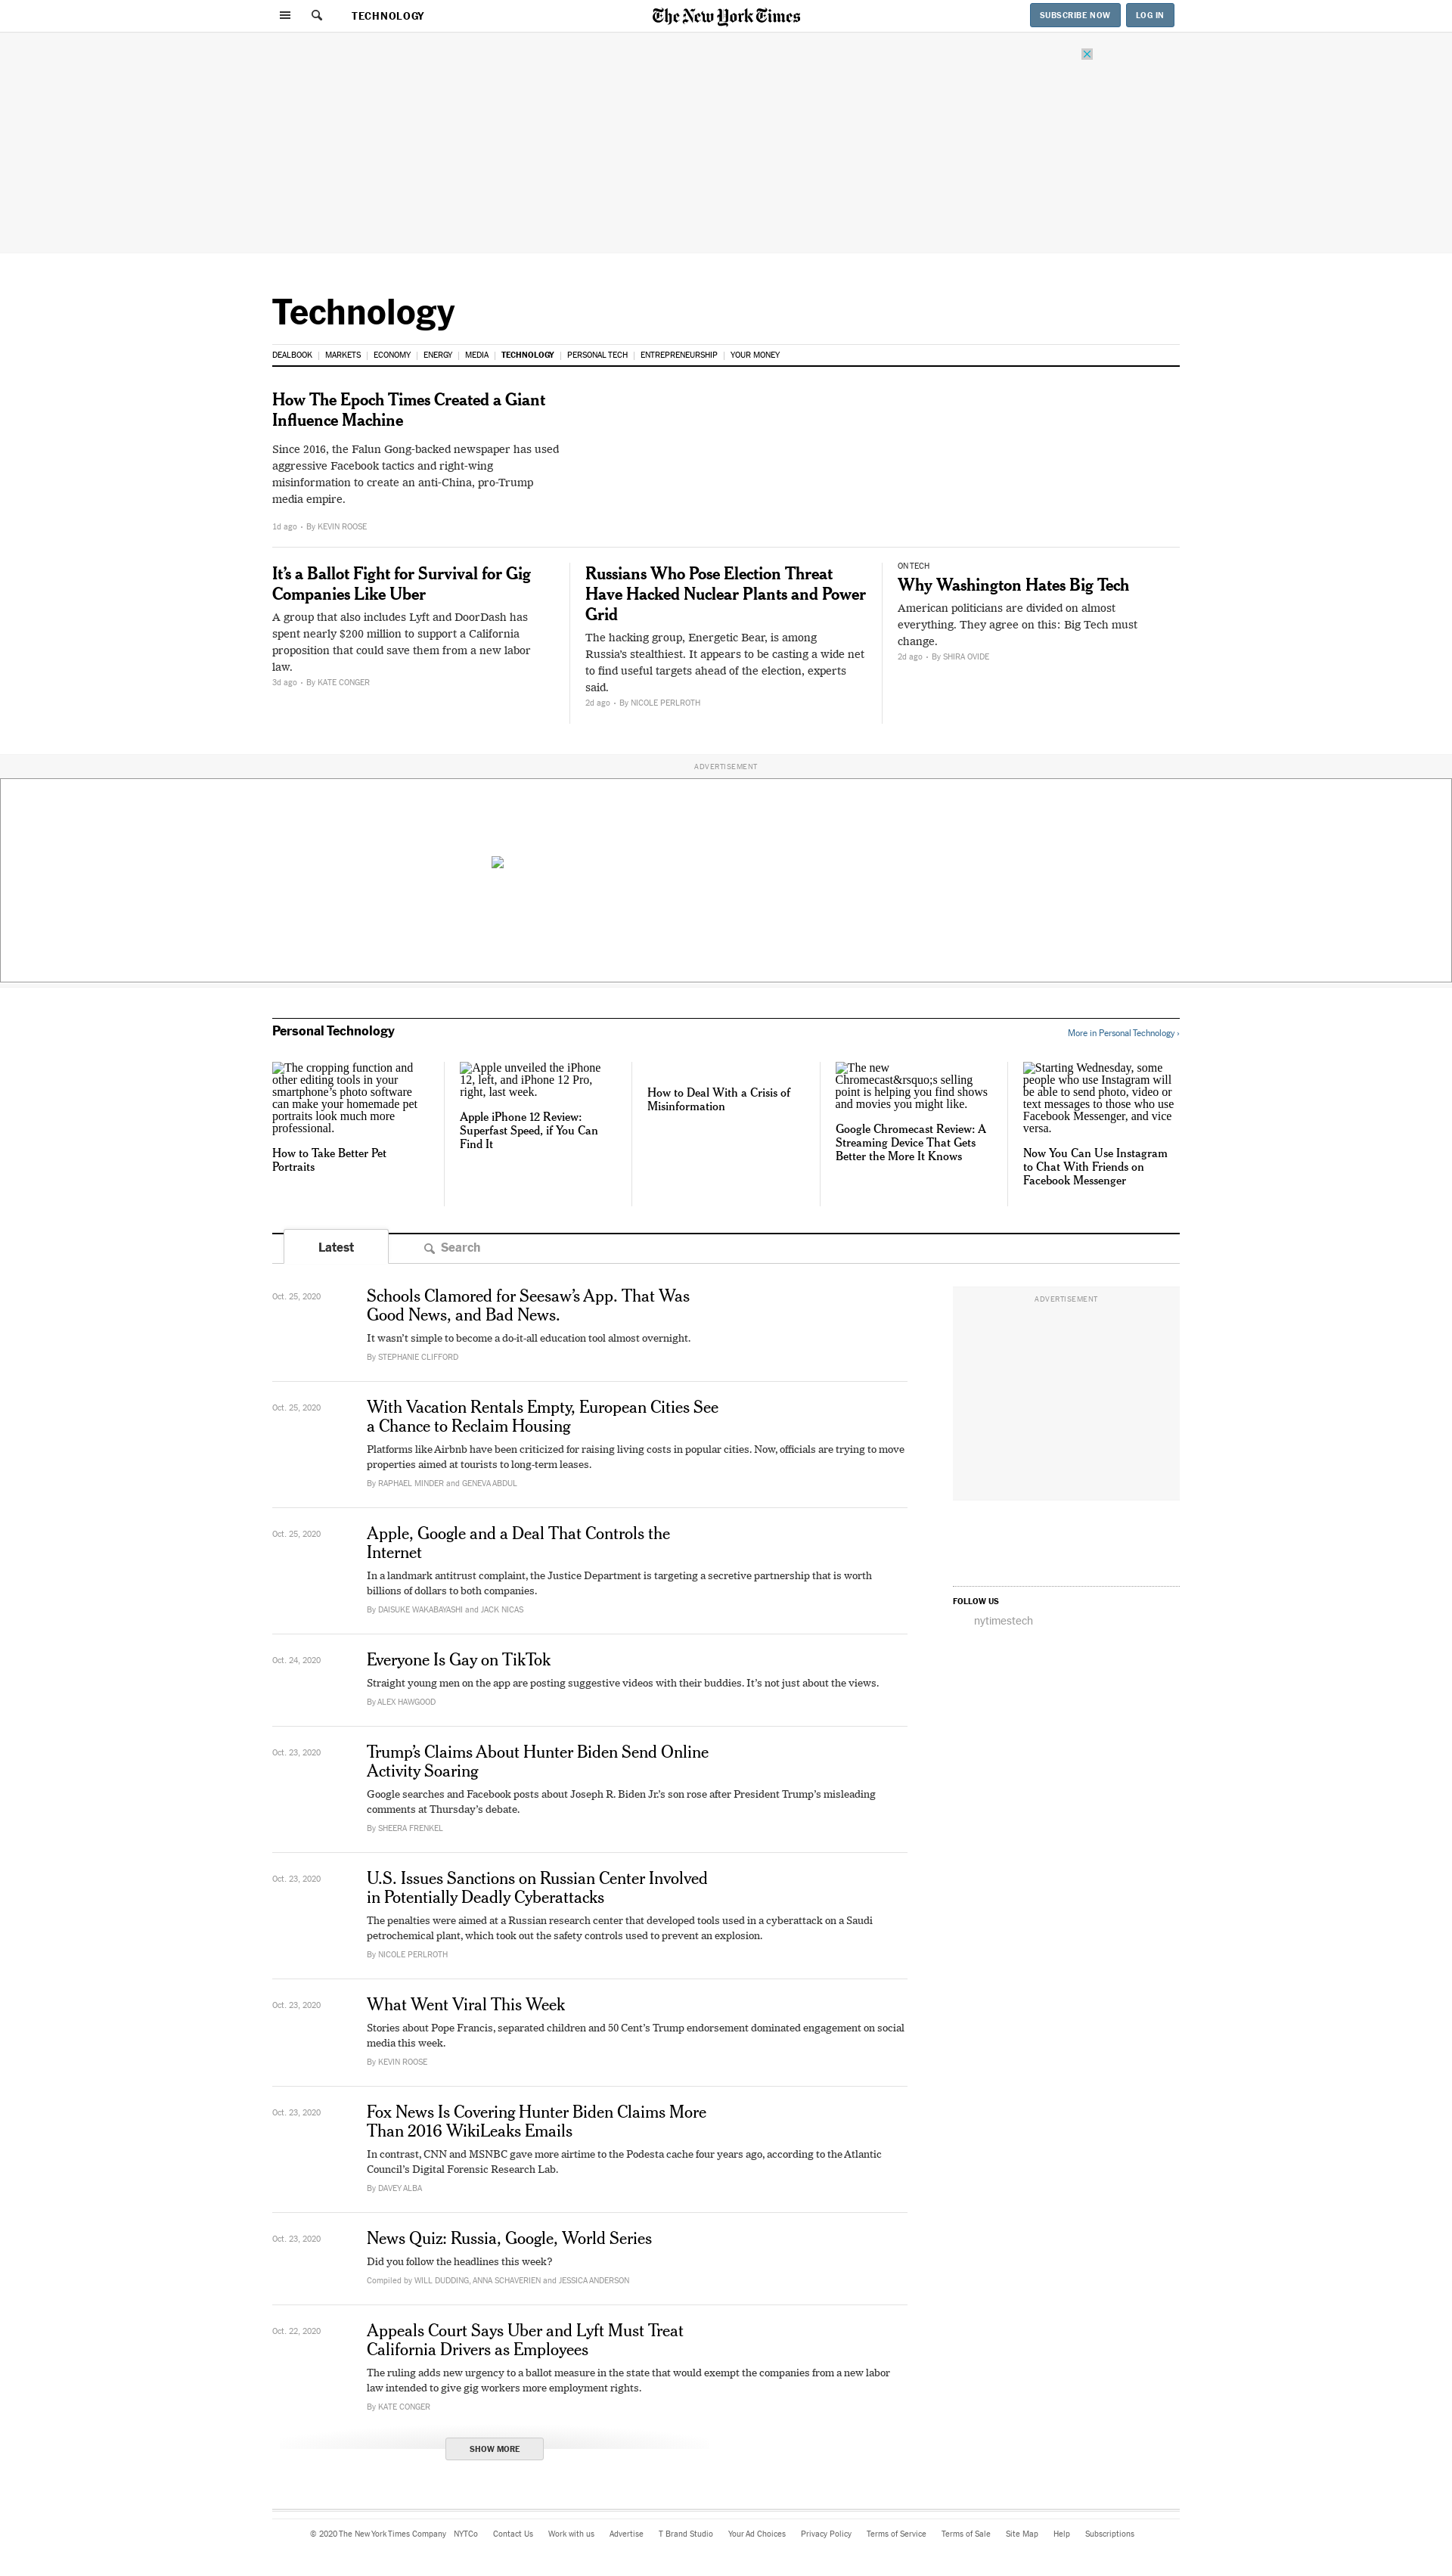 TECHNOLOGY
The New York Times
SUBSCRIBE NOW
LOG IN
Technology
DEALBOOK | MARKETS | ECONOMY | ENERGY | MEDIA | TECHNOLOGY | PERSONAL TECH | ENTREPRENEURSHIP | YOUR MONEY
How The Epoch Times Created a Giant
Influence Machine
Since 2016, the Falun Gong-backed newspaper has used
aggressive Facebook tactics and right-wing
misinformation to create an anti-China, pro-Trump
media empire.
1d ago • By KEVIN ROOSE
It’s a Ballot Fight for Survival for Gig
Companies Like Uber
A group that also includes Lyft and DoorDash has
spent nearly $200 million to support a California
proposition that could save them from a new labor
law.
3d ago • By KATE CONGER
Russians Who Pose Election Threat
Have Hacked Nuclear Plants and Power
Grid
The hacking group, Energetic Bear, is among
Russia’s stealthiest. It appears to be casting a wide net
to find useful targets ahead of the election, experts
said.
2d ago • By NICOLE PERLROTH
ON TECH
Why Washington Hates Big Tech
American politicians are divided on almost
everything. They agree on this: Big Tech must
change.
2d ago • By SHIRA OVIDE
ADVERTISEMENT
Personal Technology
More in Personal Technology ›
The cropping function and
other editing tools in your
smartphone’s photo software
can make your homemade pet
portraits look much more
professional.
How to Take Better Pet
Portraits
Apple unveiled the iPhone
12, left, and iPhone 12 Pro,
right, last week.
Apple iPhone 12 Review:
Superfast Speed, if You Can
Find It
How to Deal With a Crisis of
Misinformation
The new
Chromecast&rsquo;s selling
point is helping you find shows
and movies you might like.
Google Chromecast Review: A
Streaming Device That Gets
Better the More It Knows
Starting Wednesday, some
people who use Instagram will
be able to send photo, video or
text messages to those who use
Facebook Messenger, and vice
versa.
Now You Can Use Instagram
to Chat With Friends on
Facebook Messenger
Latest
Search
Oct. 25, 2020
Schools Clamored for Seesaw’s App. That Was
Good News, and Bad News.
It wasn’t simple to become a do-it-all education tool almost overnight.
By STEPHANIE CLIFFORD
ADVERTISEMENT
Oct. 25, 2020
With Vacation Rentals Empty, European Cities See
a Chance to Reclaim Housing
Platforms like Airbnb have been criticized for raising living costs in popular cities. Now, officials are trying to move
properties aimed at tourists to long-term leases.
By RAPHAEL MINDER and GENEVA ABDUL
Oct. 25, 2020
Apple, Google and a Deal That Controls the
Internet
In a landmark antitrust complaint, the Justice Department is targeting a secretive partnership that is worth
billions of dollars to both companies.
By DAISUKE WAKABAYASHI and JACK NICAS
FOLLOW US
nytimestech
Oct. 24, 2020
Everyone Is Gay on TikTok
Straight young men on the app are posting suggestive videos with their buddies. It’s not just about the views.
By ALEX HAWGOOD
Oct. 23, 2020
Trump’s Claims About Hunter Biden Send Online
Activity Soaring
Google searches and Facebook posts about Joseph R. Biden Jr.’s son rose after President Trump’s misleading
comments at Thursday’s debate.
By SHEERA FRENKEL
Oct. 23, 2020
U.S. Issues Sanctions on Russian Center Involved
in Potentially Deadly Cyberattacks
The penalties were aimed at a Russian research center that developed tools used in a cyberattack on a Saudi
petrochemical plant, which took out the safety controls used to prevent an explosion.
By NICOLE PERLROTH
Oct. 23, 2020
What Went Viral This Week
Stories about Pope Francis, separated children and 50 Cent’s Trump endorsement dominated engagement on social
media this week.
By KEVIN ROOSE
Oct. 23, 2020
Fox News Is Covering Hunter Biden Claims More
Than 2016 WikiLeaks Emails
In contrast, CNN and MSNBC gave more airtime to the Podesta cache four years ago, according to the Atlantic
Council’s Digital Forensic Research Lab.
By DAVEY ALBA
Oct. 23, 2020
News Quiz: Russia, Google, World Series
Did you follow the headlines this week?
Compiled by WILL DUDDING, ANNA SCHAVERIEN and JESSICA ANDERSON
Oct. 22, 2020
Appeals Court Says Uber and Lyft Must Treat
California Drivers as Employees
The ruling adds new urgency to a ballot measure in the state that would exempt the companies from a new labor
law intended to give gig workers more employment rights.
By KATE CONGER
SHOW MORE
© 2020 The New York Times Company NYTCo Contact Us Work with us Advertise T Brand Studio Your Ad Choices Privacy Policy Terms of Service Terms of Sale Site Map Help Subscriptions